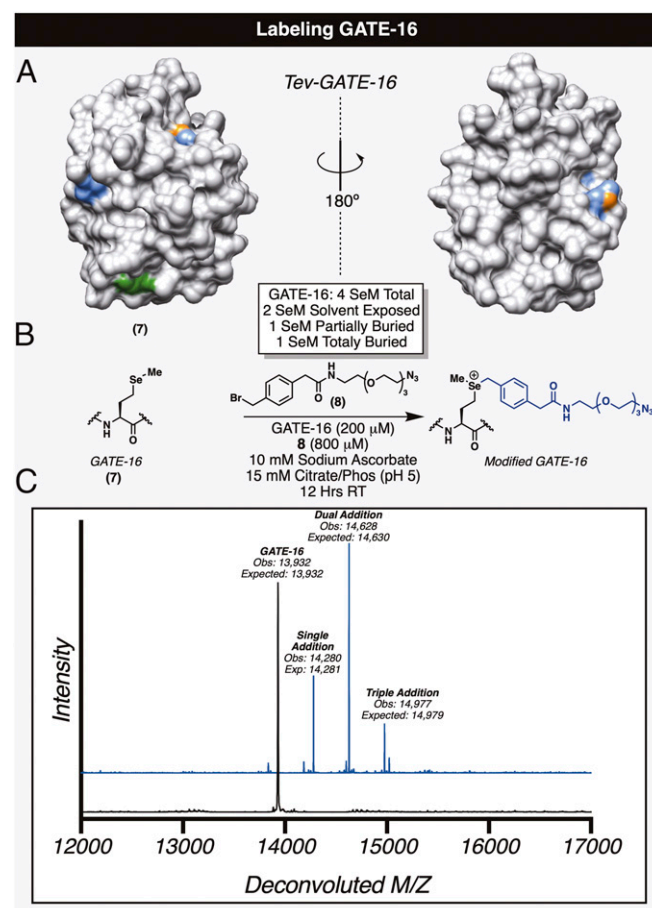 Labeling GATE-16
A
Tev-GATE-16
180º
(7)
GATE-16: 4 SeM Total
2 SeM Solvent Exposed
1 SeM Partially Buried
1 SeM Totaly Buried
B
Se
Me
N
H
O
GATE-16
(7)
Br
O
H
N
O
3
N3
(8)
GATE-16 (200 μM)
8 (800 μM)
10 mM Sodium Ascorbate
15 mM Citrate/Phos (pH 5)
12 Hrs RT
Me
Se
⊕
N
H
O
O
N
H
O
3
N3
Modified GATE-16
C
Dual Addition
Obs: 14,628
Expected: 14,630
GATE-16
Obs: 13,932
Expected: 13,932
Single
Addition
Obs: 14,280
Exp: 14,281
Triple Addition
Obs: 14,977
Expected: 14,979
Intensity
12000 13000 14000 15000 16000 17000
Deconvoluted M/Z